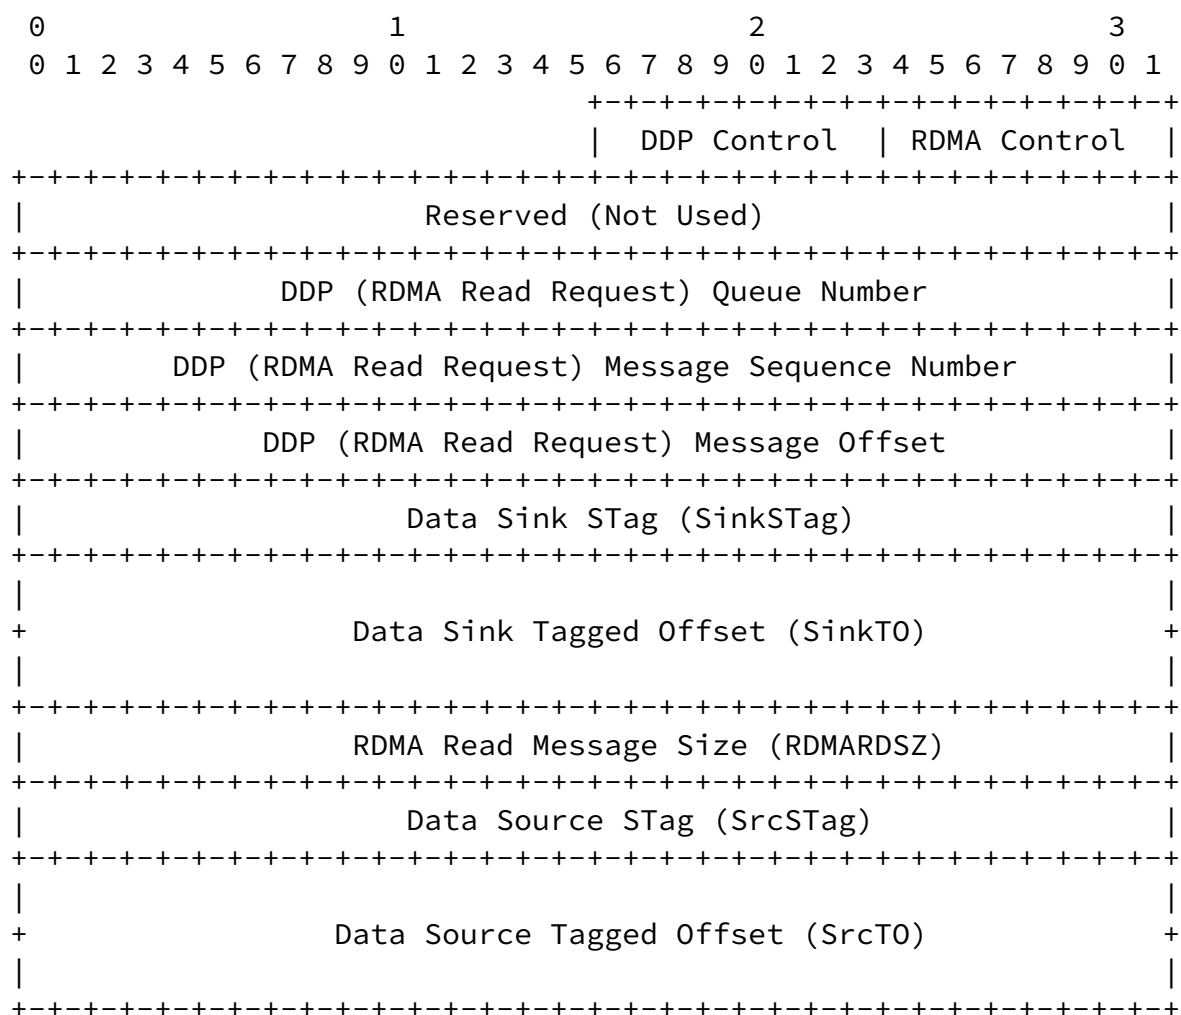 0                   1                   2                   3
0 1 2 3 4 5 6 7 8 9 0 1 2 3 4 5 6 7 8 9 0 1 2 3 4 5 6 7 8 9 0 1
                                +-+-+-+-+-+-+-+-+-+-+-+-+-+-+-+-+
                                |  DDP Control  | RDMA Control  |
+-+-+-+-+-+-+-+-+-+-+-+-+-+-+-+-+-+-+-+-+-+-+-+-+-+-+-+-+-+-+-+-+
|                      Reserved (Not Used)                      |
+-+-+-+-+-+-+-+-+-+-+-+-+-+-+-+-+-+-+-+-+-+-+-+-+-+-+-+-+-+-+-+-+
|              DDP (RDMA Read Request) Queue Number             |
+-+-+-+-+-+-+-+-+-+-+-+-+-+-+-+-+-+-+-+-+-+-+-+-+-+-+-+-+-+-+-+-+
|        DDP (RDMA Read Request) Message Sequence Number        |
+-+-+-+-+-+-+-+-+-+-+-+-+-+-+-+-+-+-+-+-+-+-+-+-+-+-+-+-+-+-+-+-+
|             DDP (RDMA Read Request) Message Offset            |
+-+-+-+-+-+-+-+-+-+-+-+-+-+-+-+-+-+-+-+-+-+-+-+-+-+-+-+-+-+-+-+-+
|                     Data Sink STag (SinkSTag)                 |
+-+-+-+-+-+-+-+-+-+-+-+-+-+-+-+-+-+-+-+-+-+-+-+-+-+-+-+-+-+-+-+-+
|                                                               |
+                  Data Sink Tagged Offset (SinkTO)             +
|                                                               |
+-+-+-+-+-+-+-+-+-+-+-+-+-+-+-+-+-+-+-+-+-+-+-+-+-+-+-+-+-+-+-+-+
|                  RDMA Read Message Size (RDMARDSZ)            |
+-+-+-+-+-+-+-+-+-+-+-+-+-+-+-+-+-+-+-+-+-+-+-+-+-+-+-+-+-+-+-+-+
|                     Data Source STag (SrcSTag)                |
+-+-+-+-+-+-+-+-+-+-+-+-+-+-+-+-+-+-+-+-+-+-+-+-+-+-+-+-+-+-+-+-+
|                                                               |
+                 Data Source Tagged Offset (SrcTO)             +
|                                                               |
+-+-+-+-+-+-+-+-+-+-+-+-+-+-+-+-+-+-+-+-+-+-+-+-+-+-+-+-+-+-+-+-+